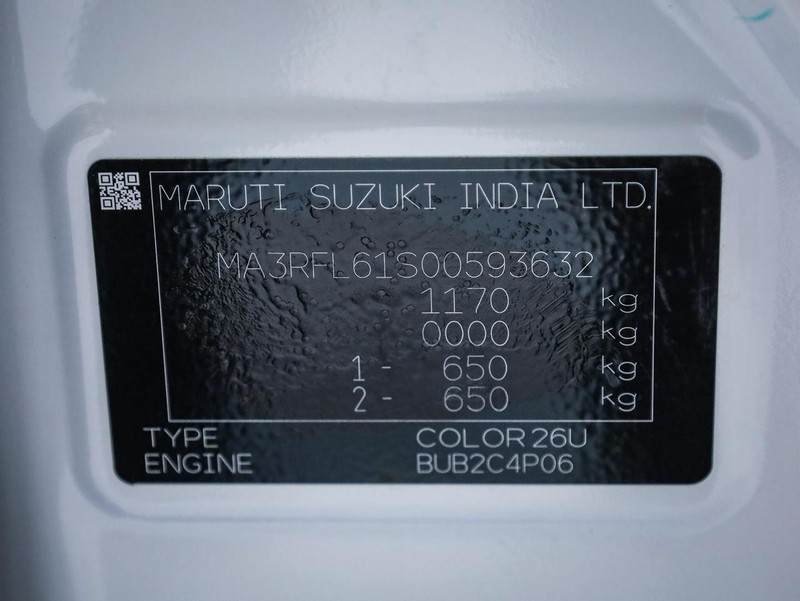 MARUTI SUZUKI INDIA LTD.
MA3RFL61S00593632
1170 kg
0000 kg
1 - 650 kg
2 - 650 kg
TYPE COLOR 26U
ENGINE BUB2C4P06